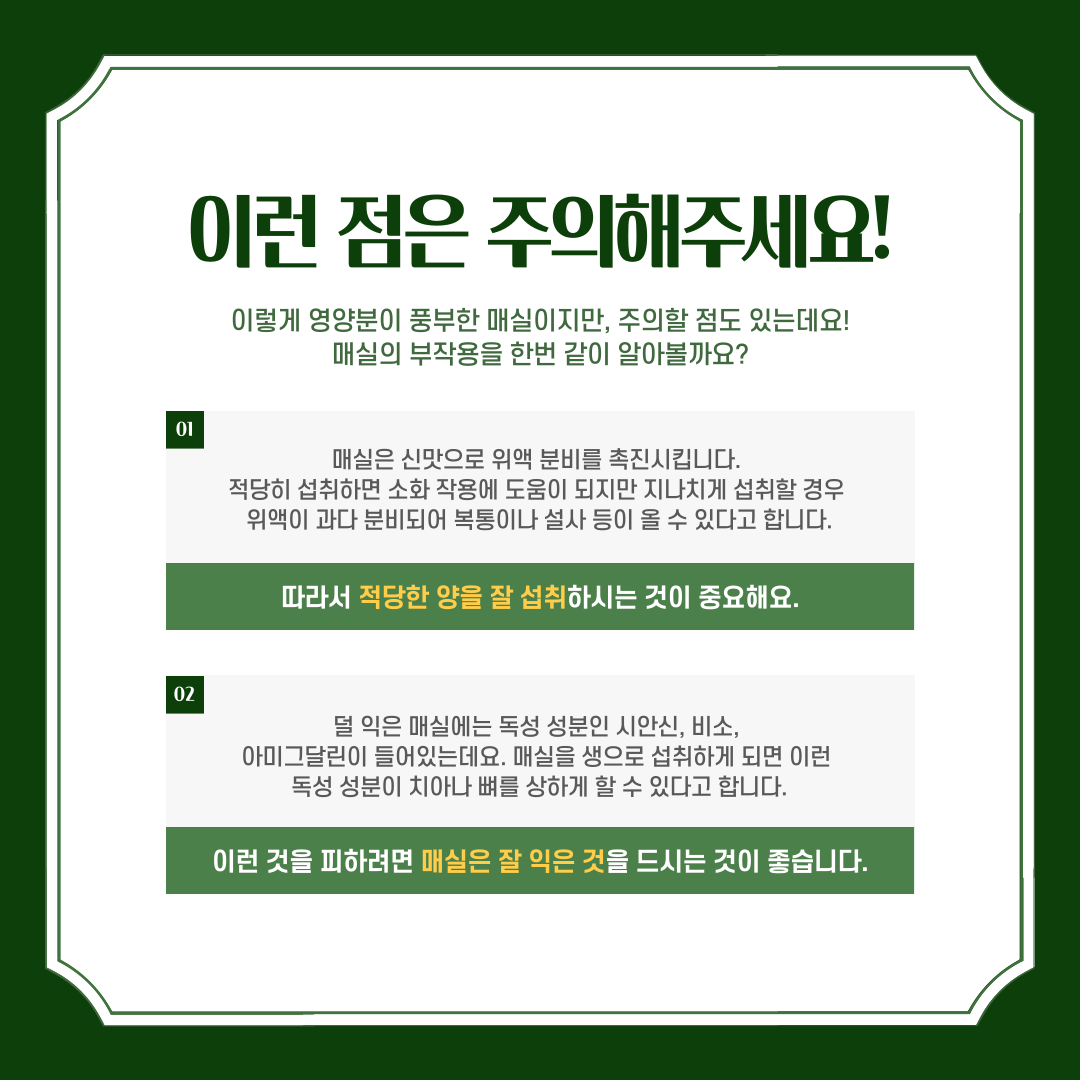 이런 점은 주의해주세요!
이렇게 영양분이 풍부한 매실이지만, 주의할 점도 있는데요!
매실의 부작용을 한번 같이 알아볼까요?
01
매실은 신맛으로 위액 분비를 촉진시킵니다.
적당히 섭취하면 소화 작용에 도움이 되지만 지나치게 섭취할 경우
위액이 과다 분비되어 복통이나 설사 등이 올 수 있다고 합니다.
따라서 적당한 양을 잘 섭취하시는 것이 중요해요.
02
덜 익은 매실에는 독성 성분인 시안신, 비소,
아미그달린이 들어있는데요. 매실을 생으로 섭취하게 되면 이런
독성 성분이 치아나 뼈를 상하게 할 수 있다고 합니다.
이런 것을 피하려면 매실은 잘 익은 것을 드시는 것이 좋습니다.